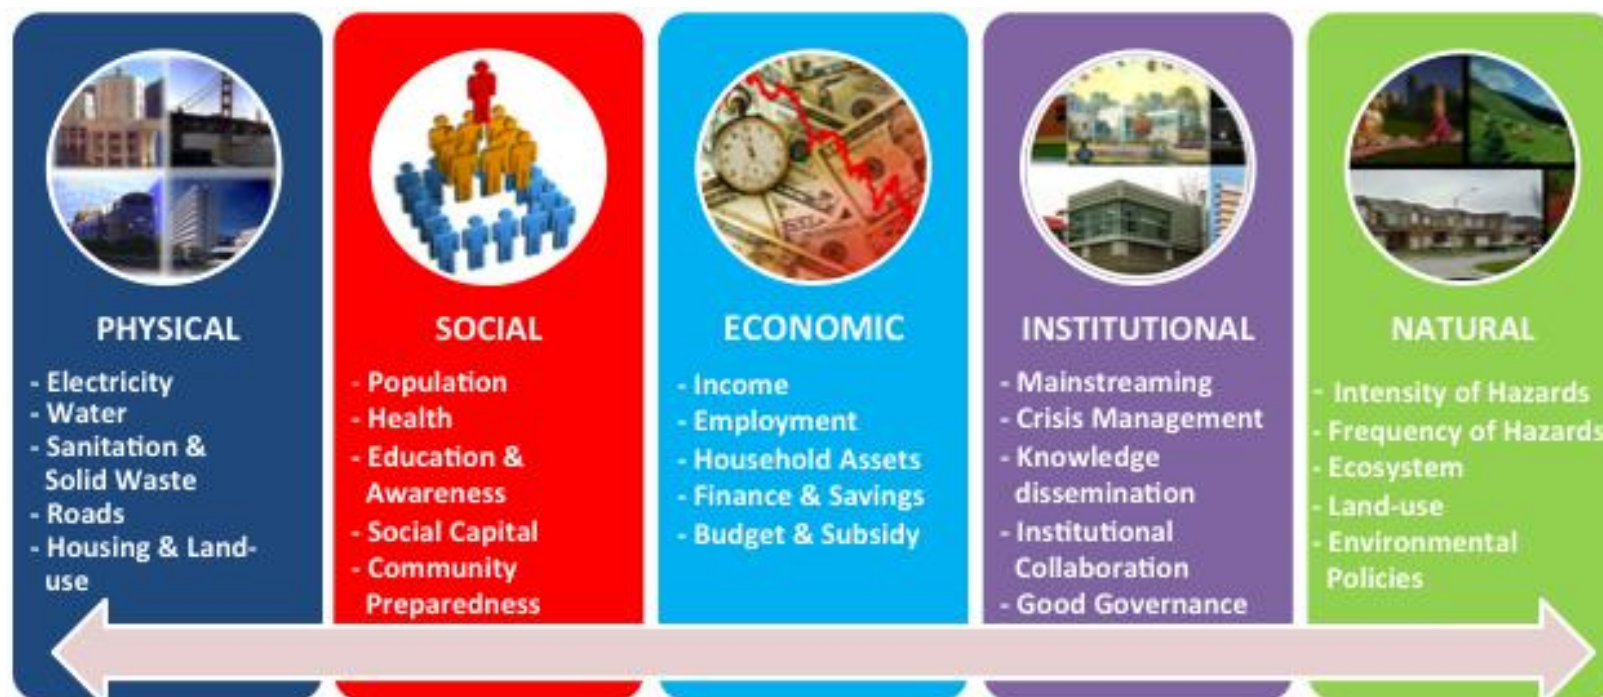 PHYSICAL
- Electricity
- Water
- Sanitation &
Solid Waste
- Roads
- Housing & Land-
use
SOCIAL
- Population
- Health
- Education &
Awareness
- Social Capital
- Community
Preparedness
ECONOMIC
- Income
- Employment
- Household Assets
- Finance & Savings
- Budget & Subsidy
INSTITUTIONAL
- Mainstreaming
- Crisis Management
- Knowledge
dissemination
- Institutional
Collaboration
- Good Governance
NATURAL
- Intensity of Hazards
- Frequency of Hazards
- Ecosystem
- Land-use
- Environmental
Policies